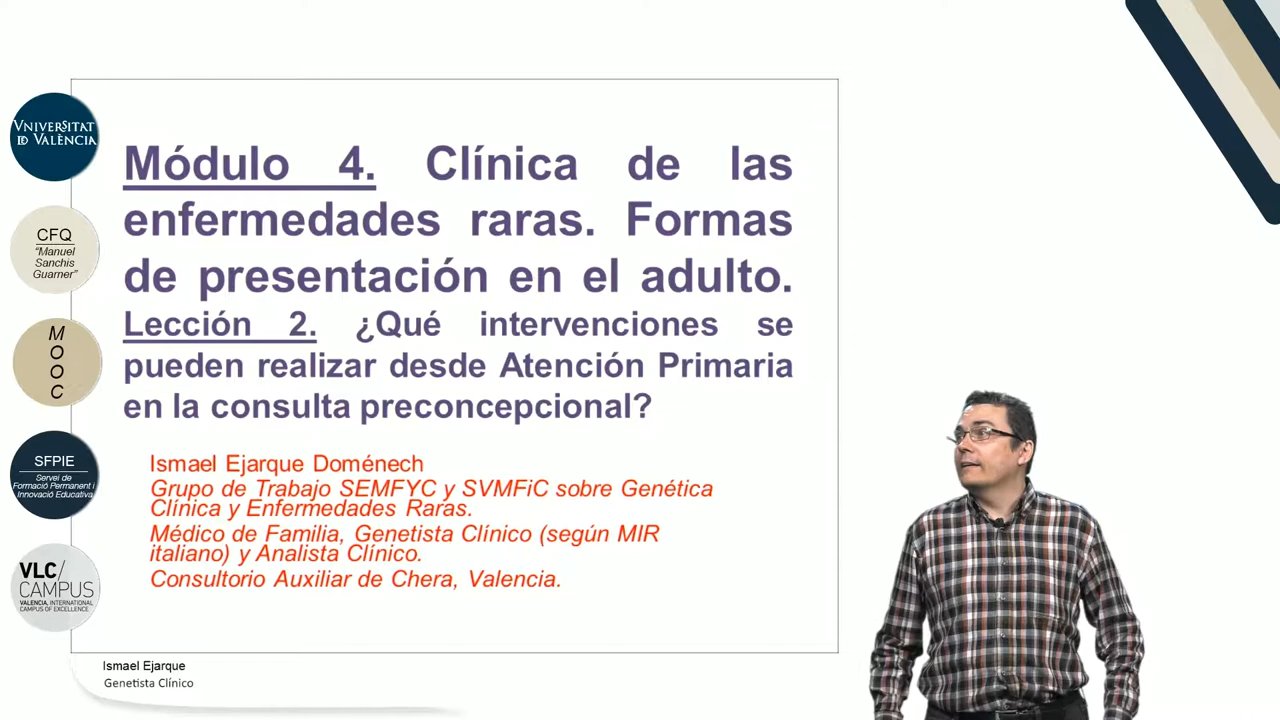 VNIVERSITAT
ID VALÈNCIA
CFQ
“Manuel
Sanchis
Guarner”
M
O
O
C
SFPIE
Servei de
Formació Permanent i
Innovació Educativa
VLC/
CAMPUS
VALENCIA, INTERNATIONAL
CAMPUS OF EXCELLENCE
Módulo 4. Clínica de las
enfermedades raras. Formas
de presentación en el adulto.
Lección 2. ¿Qué intervenciones se
pueden realizar desde Atención Primaria
en la consulta preconcepcional?
Ismael Ejarque Doménech
Grupo de Trabajo SEMFYC y SVMFiC sobre Genética
Clínica y Enfermedades Raras.
Médico de Familia, Genetista Clínico (según MIR
italiano) y Analista Clínico.
Consultorio Auxiliar de Chera, Valencia.
Ismael Ejarque
Genetista Clínico